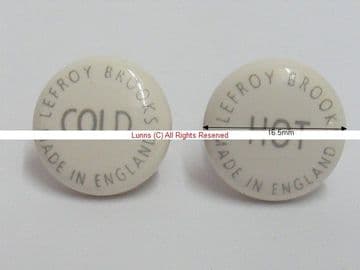 LEFROY BROOKS
COLD
MADE IN ENGLAND
LEFROY BROOKS
HOT
MADE IN ENGLAND
Lunns (C) All Rights Reserved
16.5mm